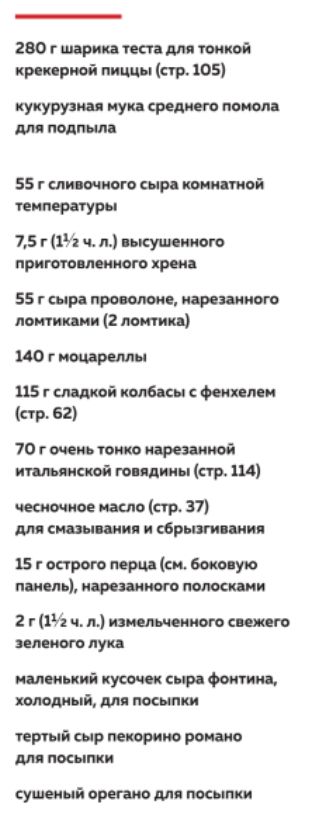 280 г шарика теста для тонкой
крекерной пиццы (стр. 105)
кукурузная мука среднего помола
для подпыла
55 г сливочного сыра комнатной
температуры
7,5 г (1½ ч. л.) высушенного
приготовленного хрена
55 г сыра проволоне, нарезанного
ломтиками (2 ломтика)
140 г моцареллы
115 г сладкой колбасы с фенхелем
(стр. 62)
70 г очень тонко нарезанной
итальянской говядины (стр. 114)
чесночное масло (стр. 37)
для смазывания и сбрызгивания
15 г острого перца (см. боковую
панель), нарезанного полосками
2 г (1½ ч. л.) измельченного свежего
зеленого лука
маленький кусочек сыра фонтина,
холодный, для посыпки
тертый сыр пекорино романо
для посыпки
сушеный орегано для посыпки